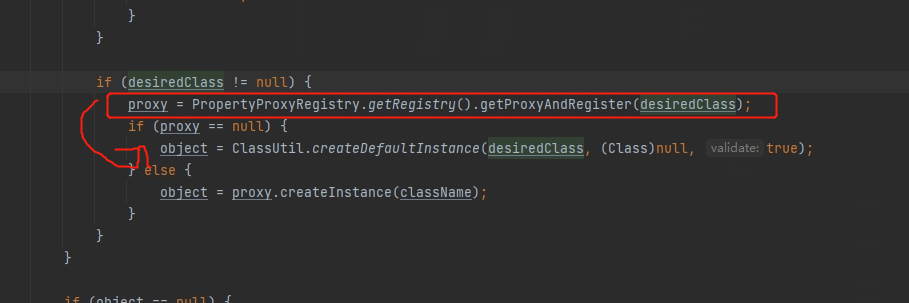 }
}
if (desiredClass != null) {
proxy = PropertyProxyRegistry.getRegistry().getProxyAndRegister(desiredClass);
if (proxy == null) {
object = ClassUtil.createDefaultInstance(desiredClass, (Class)null, validate: true);
} else {
object = proxy.createInstance(className);
}
}
}
if (object == null) {